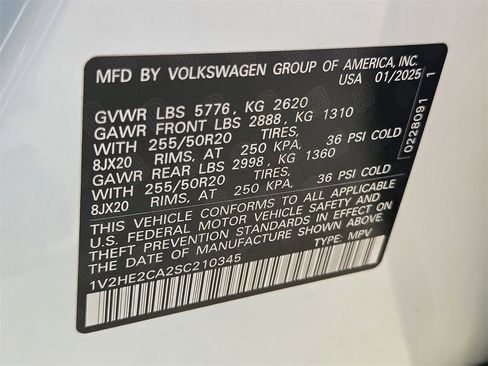 MFD BY VOLKSWAGEN GROUP OF AMERICA, INC.
USA 01/2025
GVWR LBS 5776, KG 2620
GAWR FRONT LBS 2888, KG 1310
WITH 255/50R20 TIRES,
8JX20 RIMS, AT 250 KPA, 36 PSI COLD
GAWR REAR LBS 2998, KG 1360
WITH 255/50R20 TIRES,
8JX20 RIMS, AT 250 KPA, 36 PSI COLD
THIS VEHICLE CONFORMS TO ALL APPLICABLE
U.S. FEDERAL MOTOR VEHICLE SAFETY AND
THEFT PREVENTION STANDARDS IN EFFECT ON
THE DATE OF MANUFACTURE SHOWN ABOVE.
1V2HE2CA2SC210345 TYPE: MPV
0228091 1